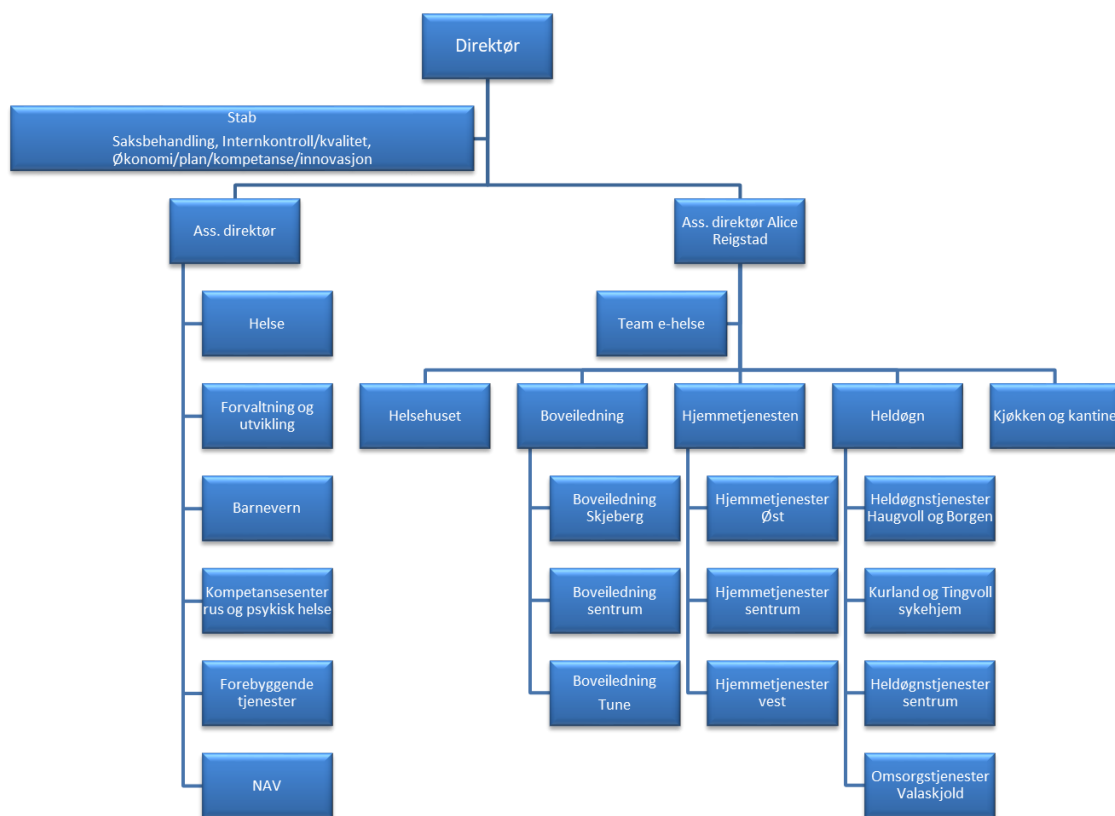 Direktør
Stab
Saksbehandling, Internkontroll/kvalitet,
Økonomi/plan/kompetanse/innovasjon
Ass. direktør
Ass. direktør Alice
Reigstad
Helse
Team e-helse
Forvaltning og
utvikling
Helsehuset
Boveiledning
Hjemmetjenesten
Heldøgn
Kjøkken og kantine
Barnevern
Boveiledning
Skjeberg
Hjemmetjenester
Øst
Heldøgnstjenester
Haugvoll og Borgen
Kompetansesenter
rus og psykisk helse
Boveiledning
sentrum
Hjemmetjenester
sentrum
Kurland og Tingvoll
sykehjem
Forebyggende
tjenester
Boveiledning
Tune
Hjemmetjenester
vest
Heldøgnstjenester
sentrum
NAV
Omsorgstjenester
Valaskjold